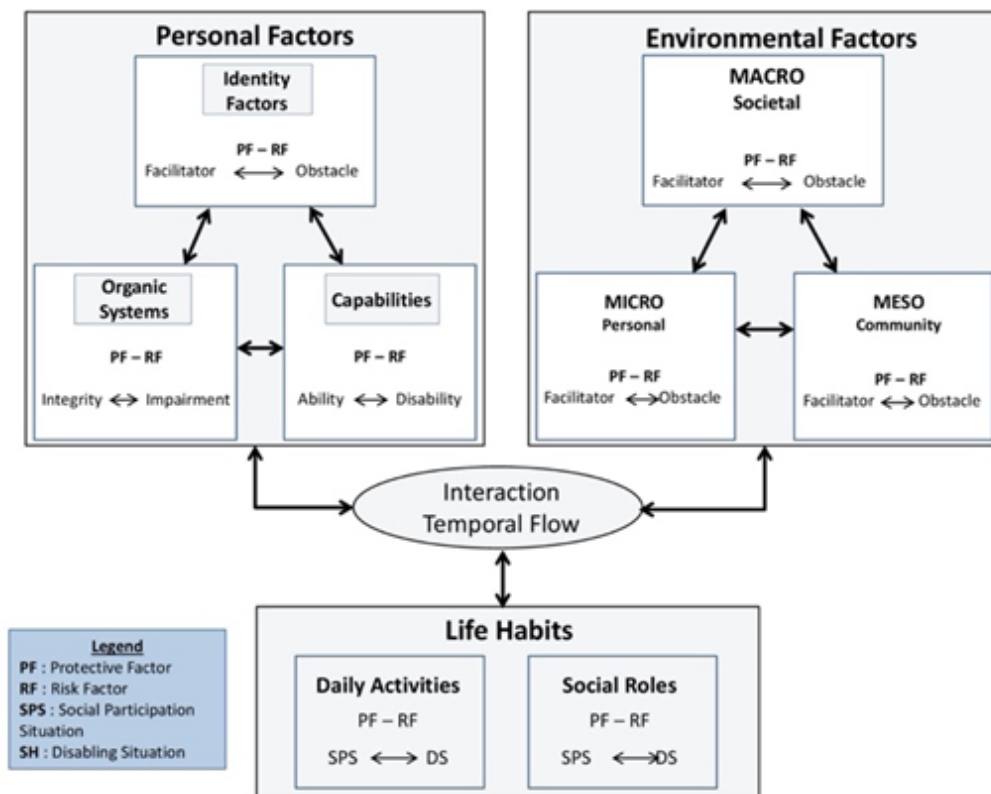 Personal Factors
Identity
Factors
PF – RF
Facilitator Obstacle
Organic
Systems
PF – RF
Integrity Impairment
Capabilities
PF – RF
Ability Disability
Environmental Factors
MACRO
Societal
PF – RF
Facilitator Obstacle
MICRO
Personal
PF – RF
Facilitator Obstacle
MESO
Community
PF – RF
Facilitator Obstacle
Interaction
Temporal Flow
Life Habits
Daily Activities
PF – RF
SPS DS
Social Roles
PF – RF
SPS DS
Legend
PF : Protective Factor
RF : Risk Factor
SPS : Social Participation
Situation
SH : Disabling Situation